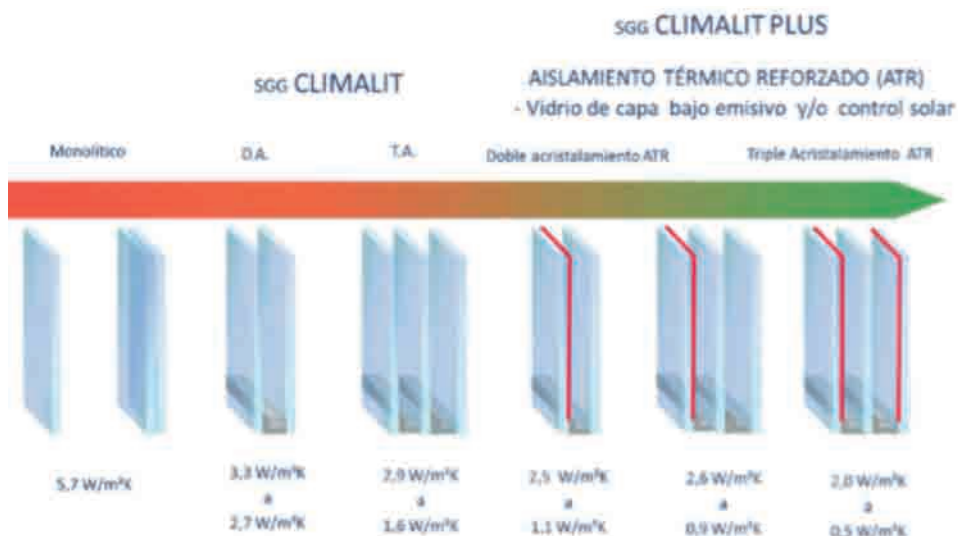 SGG CLIMALIT PLUS
SGG CLIMALIT
AISLAMIENTO TÉRMICO REFORZADO (ATR)
- Vidrio de capa bajo emisivo y/o control solar
Monolítico
D.A.
T.A.
Doble acristalamiento ATR
Triple Acristalamiento ATR
5,7 W/m²K
3,3 W/m²K
a
2,7 W/m²K
2,9 W/m²K
a
1,6 W/m²K
2,5 W/m²K
a
1,1 W/m²K
2,6 W/m²K
a
0,9 W/m²K
2,0 W/m²K
a
0,5 W/m²K